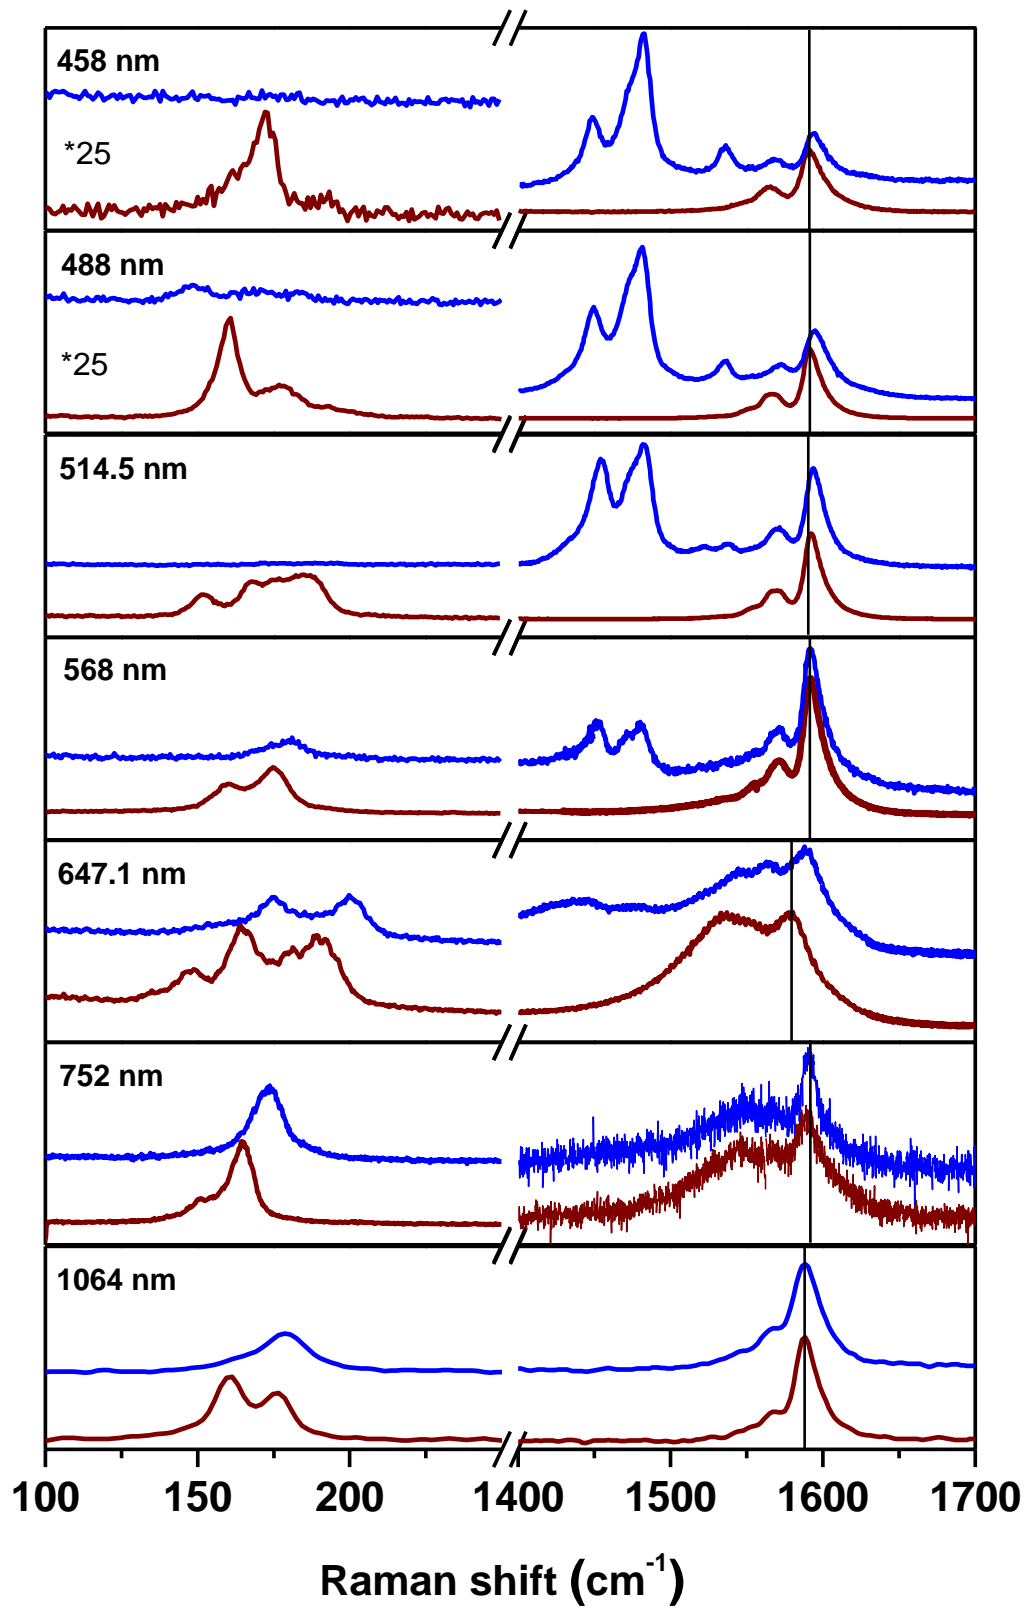 458 nm
*25
488 nm
*25
514.5 nm
568 nm
647.1 nm
752 nm
1064 nm
100 150 200 1400 1500 1600 1700
Raman shift (cm⁻¹)